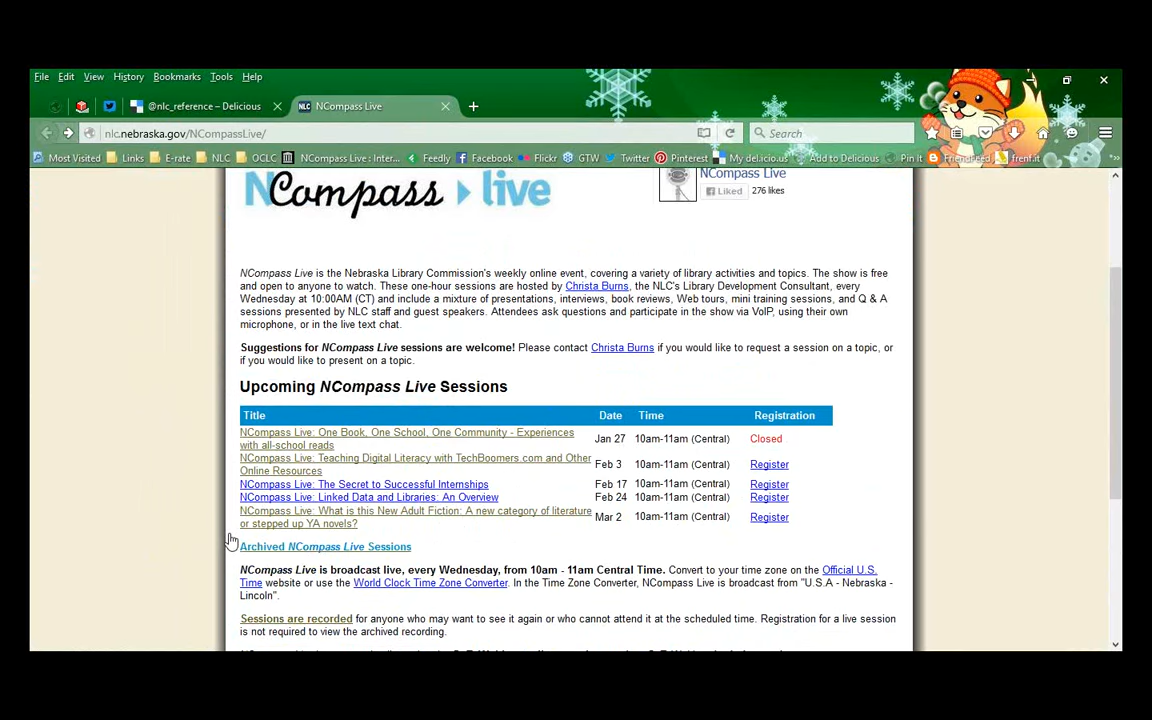 File Edit View History Bookmarks Tools Help
@nlc_reference – Delicious NLC NCompass Live
nlc.nebraska.gov/NCompassLive/ Search
Most Visited Links E-rate NLC OCLC NCompass Live : Inter... Feedly Facebook Flickr GTW Twitter Pinterest My del.icio.us Add to Delicious Pin It FriendFeed frenf.it
NCompass live
NCompass Live
Liked 276 likes
NCompass Live is the Nebraska Library Commission's weekly online event, covering a variety of library activities and topics. The show is free
and open to anyone to watch. These one-hour sessions are hosted by Christa Burns, the NLC's Library Development Consultant, every
Wednesday at 10:00AM (CT) and include a mixture of presentations, interviews, book reviews, Web tours, mini training sessions, and Q & A
sessions presented by NLC staff and guest speakers. Attendees ask questions and participate in the show via VoIP, using their own
microphone, or in the live text chat.
Suggestions for NCompass Live sessions are welcome! Please contact Christa Burns if you would like to request a session on a topic, or
if you would like to present on a topic.
Upcoming NCompass Live Sessions
Title Date Time Registration
NCompass Live: One Book, One School, One Community - Experiences
with all-school reads Jan 27 10am-11am (Central) Closed
NCompass Live: Teaching Digital Literacy with TechBoomers.com and Other
Online Resources Feb 3 10am-11am (Central) Register
NCompass Live: The Secret to Successful Internships Feb 17 10am-11am (Central) Register
NCompass Live: Linked Data and Libraries: An Overview Feb 24 10am-11am (Central) Register
NCompass Live: What is this New Adult Fiction: A new category of literature
or stepped up YA novels? Mar 2 10am-11am (Central) Register
Archived NCompass Live Sessions
NCompass Live is broadcast live, every Wednesday, from 10am - 11am Central Time. Convert to your time zone on the Official U.S.
Time website or use the World Clock Time Zone Converter. In the Time Zone Converter, NCompass Live is broadcast from "U.S.A - Nebraska -
Lincoln".
Sessions are recorded for anyone who may want to see it again or who cannot attend it at the scheduled time. Registration for a live session
is not required to view the archived recording.